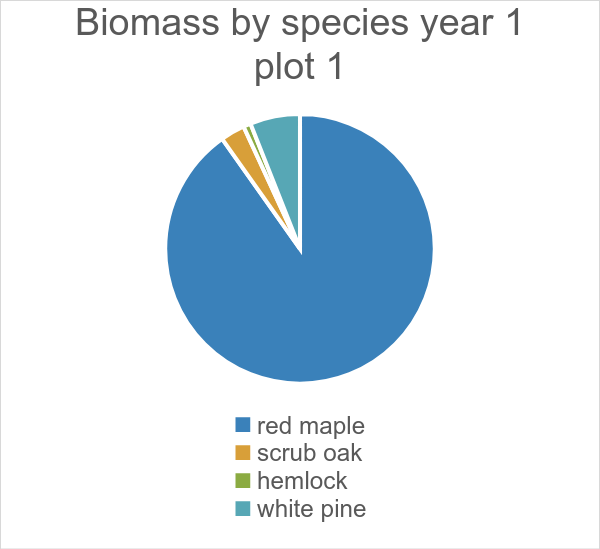 Biomass by species year 1
plot 1
red maple
scrub oak
hemlock
white pine